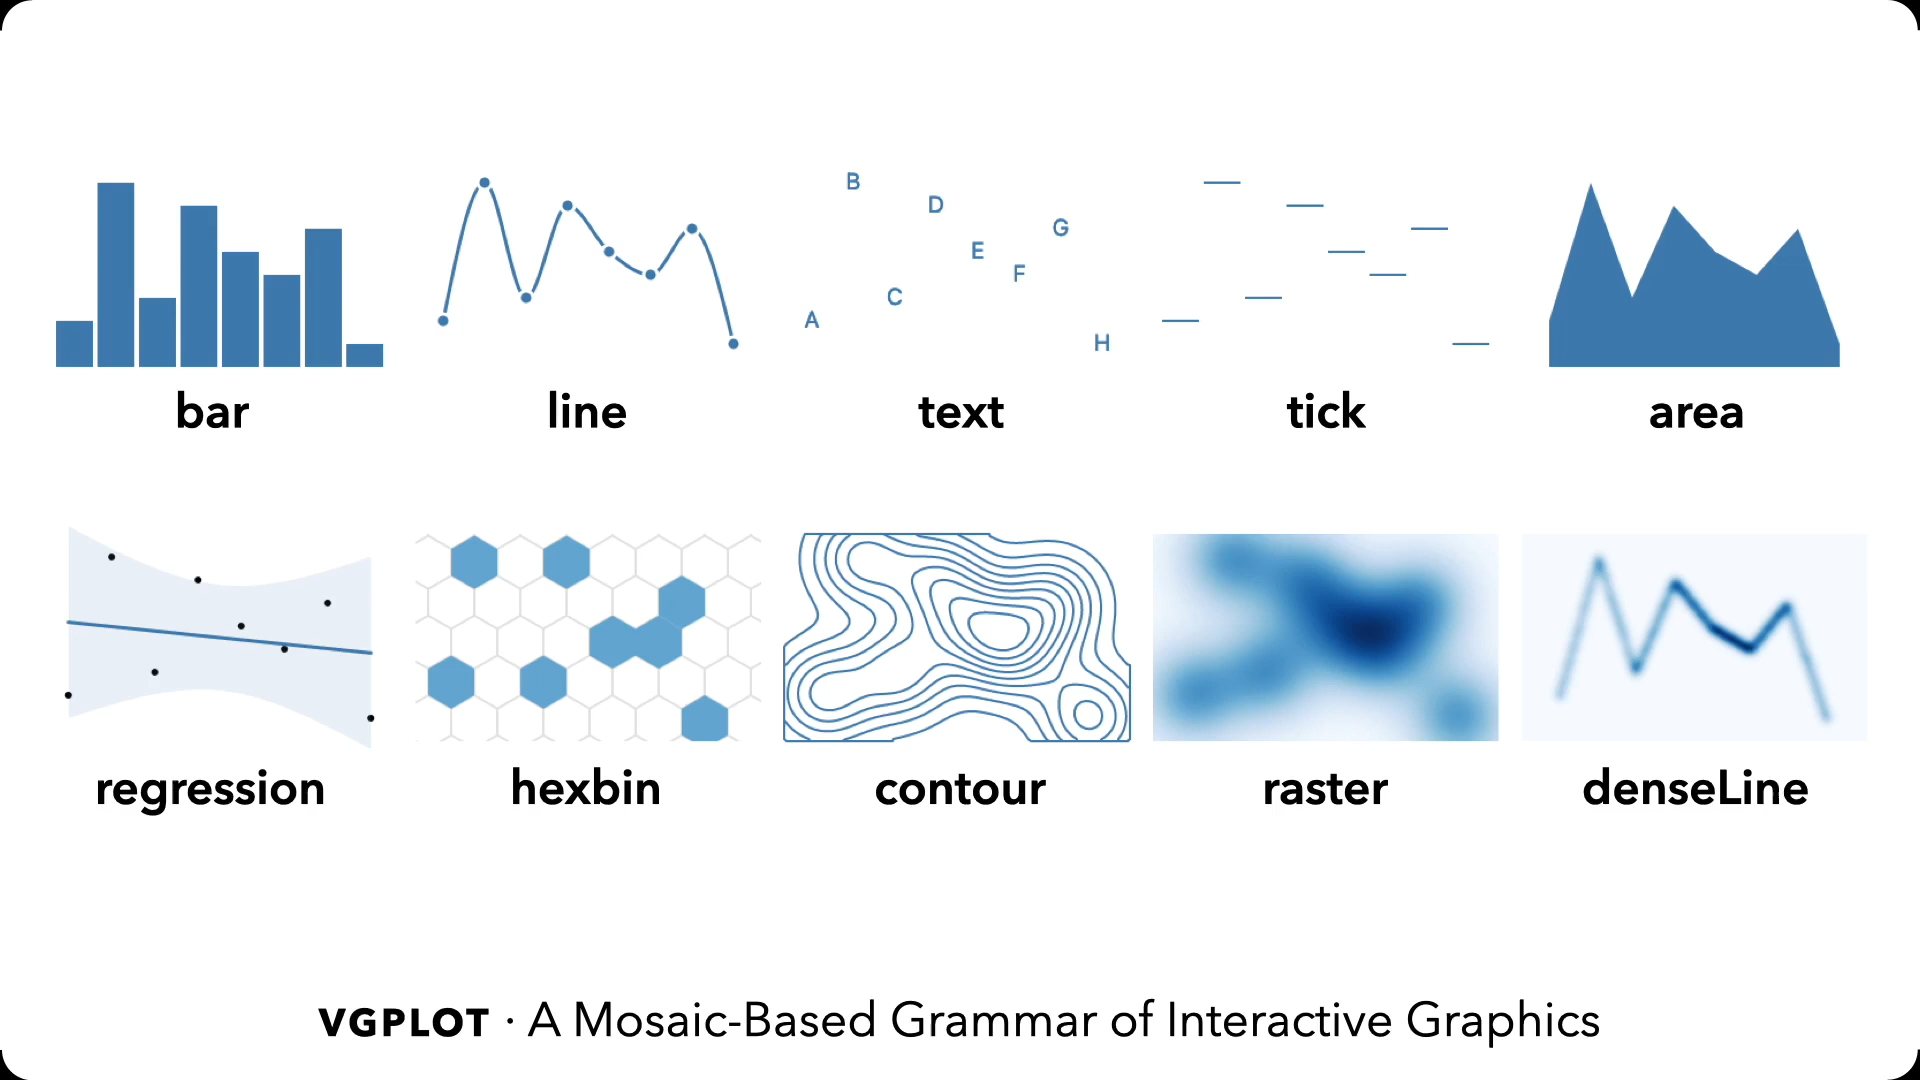 B
D
G
E
F
C
A
H
bar line text tick area
regression hexbin contour raster denseLine
VGPLOT · A Mosaic-Based Grammar of Interactive Graphics